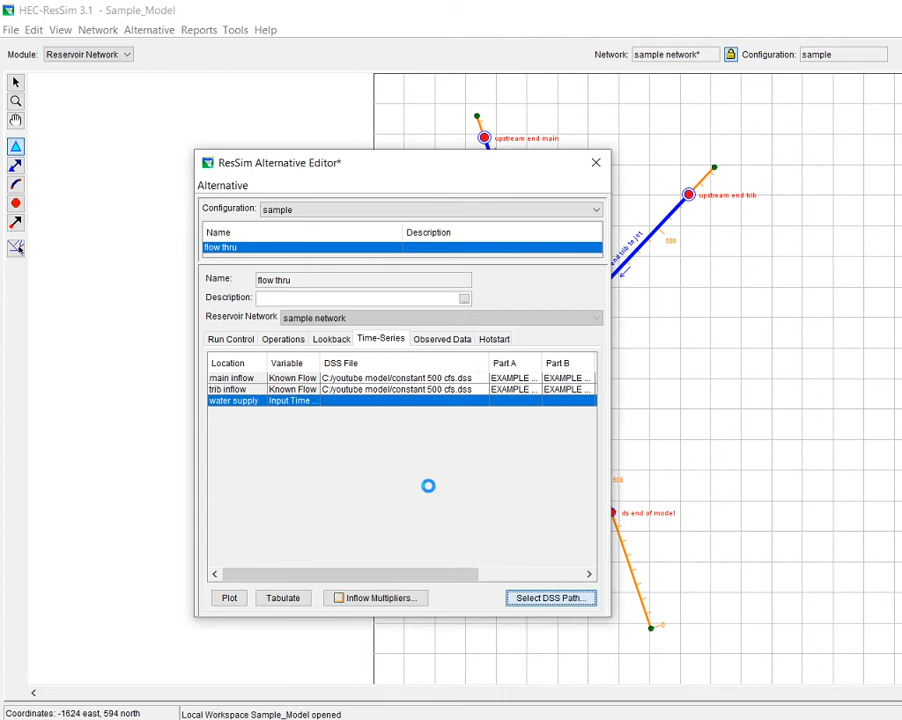 HEC-ResSim 3.1 - Sample_Model
File Edit View Network Alternative Reports Tools Help
Module: Reservoir Network Network: sample network* Configuration: sample
upstream end main
upstream end trib
500
end trib to jct
ResSim Alternative Editor*
Alternative
Configuration: sample
Name Description
flow thru
Name: flow thru
Description: ...
Reservoir Network sample network
Run Control Operations Lookback Time-Series Observed Data Hotstart
Location Variable DSS File Part A Part B
main inflow Known Flow C:/youtube model/constant 500 cfs.dss EXAMPLE ... EXAMPLE ...
trib inflow Known Flow C:/youtube model/constant 500 cfs.dss EXAMPLE ... EXAMPLE ...
water supply Input Time ...
500
ds end of model
Plot Tabulate Inflow Multipliers... Select DSS Path...
0
Coordinates: -1624 east, 594 north Local Workspace Sample_Model opened